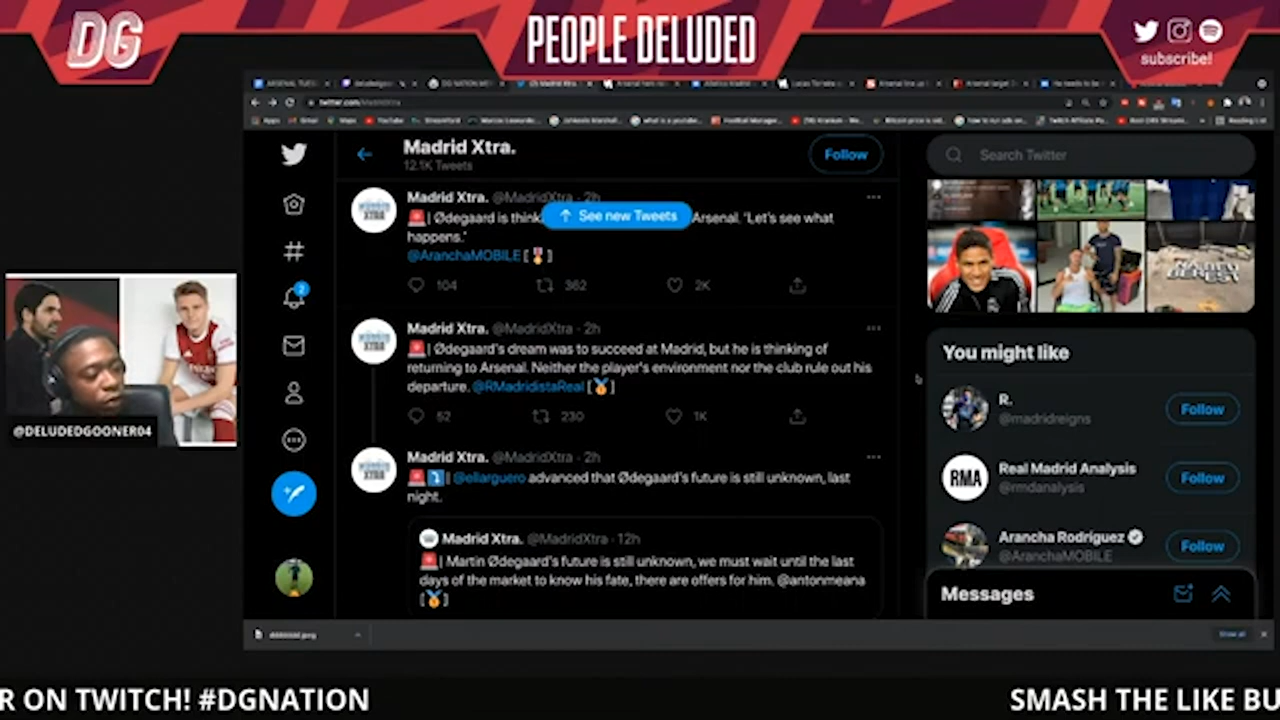 DG
PEOPLE DELUDED
subscribe!
Madrid Xtra.
12.1K Tweets
Follow
Search Twitter
Madrid Xtra. @MadridXtra · 2h
Ødegaard is think
See new Tweets
Arsenal. "Let's see what
happens."
@AranchaMOBILE [🎖️]
104 362 2K
Madrid Xtra. @MadridXtra · 2h
🚨| Ødegaard's dream was to succeed at Madrid, but he is thinking of
returning to Arsenal. Neither the player's environment nor the club rule out his
departure. @RMadridistaReal [🥇]
52 230 1K
Madrid Xtra. @MadridXtra · 2h
🚨⤵️| @ellarguero advanced that Ødegaard's future is still unknown, last
night.
Madrid Xtra. @MadridXtra · 12h
🚨| Martin Ødegaard's future is still unknown, we must wait until the last
days of the market to know his fate, there are offers for him. @antonmeana
[🥇]
2
You might like
R.
@madridreigns
Follow
RMA
Real Madrid Analysis
@rmdanalysis
Follow
Arancha Rodríguez
@AranchaMOBILE
Follow
Messages
Show all
@DELUDEDGOONER04
R ON TWITCH! #DGNATION
SMASH THE LIKE BU